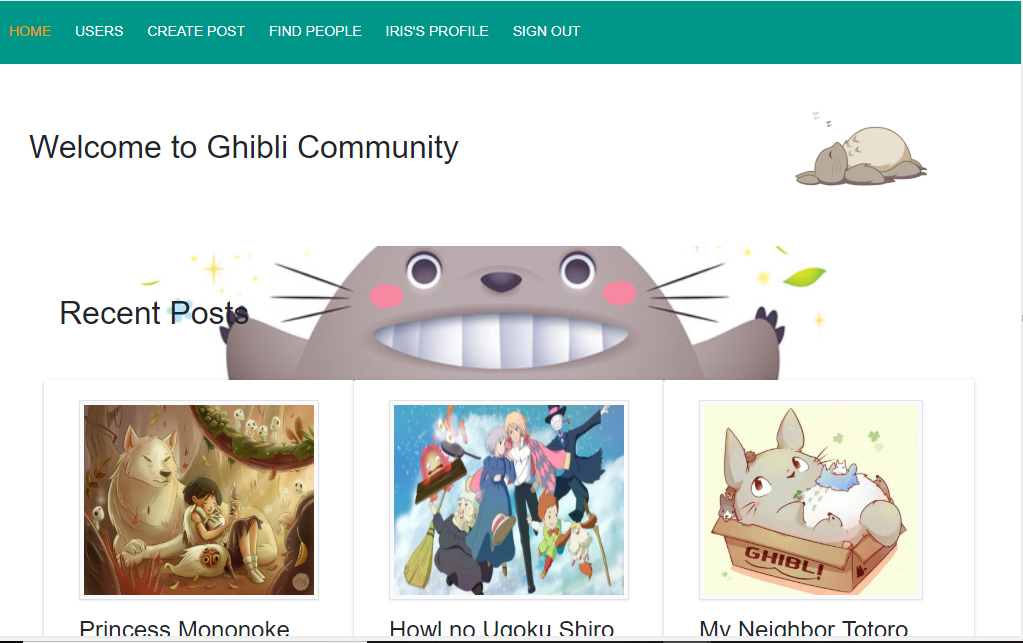 HOME USERS CREATE POST FIND PEOPLE IRIS'S PROFILE SIGN OUT
z z
z z
Welcome to Ghibli Community
Recent Posts
GHIBL!
Princess Mononoke Howl no Ugoku Shiro My Neighbor Totoro